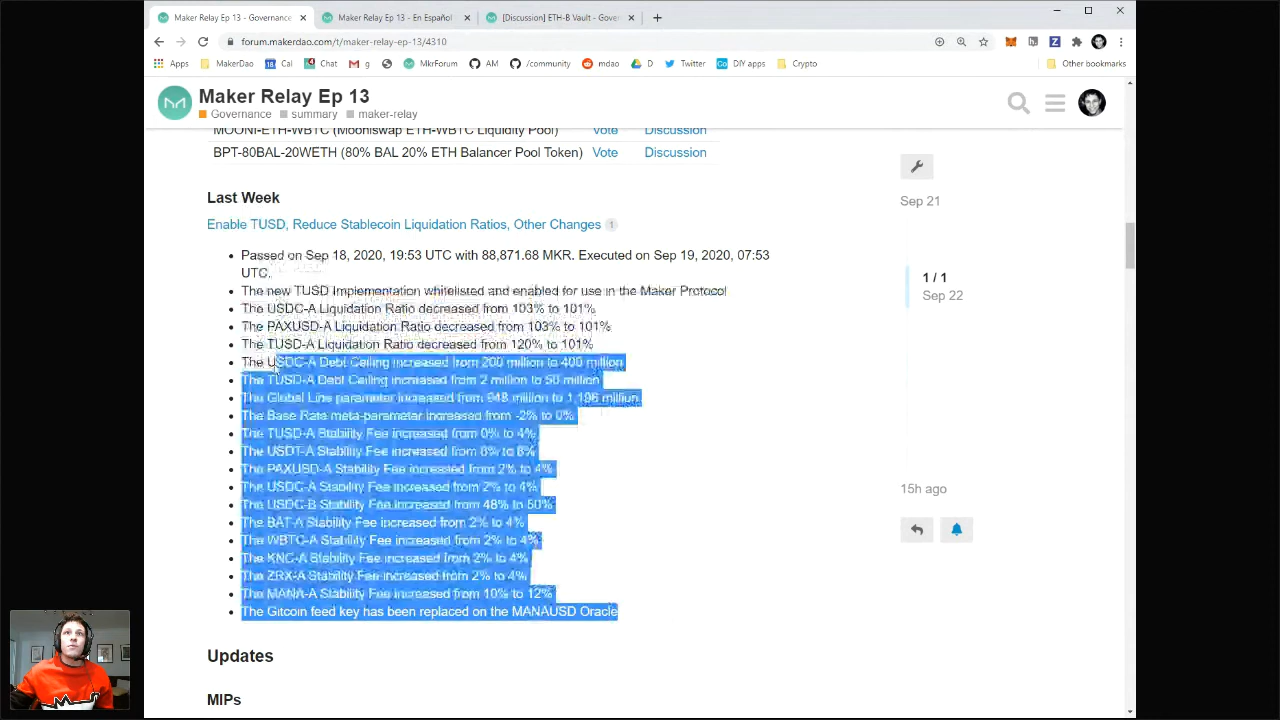 Maker Relay Ep 13 - Governance
Maker Relay Ep 13 - En Español
[Discussion] ETH-B Vault - Gove
forum.makerdao.com/t/maker-relay-ep-13/4310
Apps
MakerDao
Cal
Chat
g
MkrForum
AM
/community
mdao
D
Twitter
DIY apps
Crypto
Other bookmarks
Maker Relay Ep 13
Governance summary maker-relay
MOONI-ETH-WBTC (Mooniswap ETH-WBTC Liquidity Pool) Vote Discussion
BPT-80BAL-20WETH (80% BAL 20% ETH Balancer Pool Token) Vote Discussion
Last Week
Enable TUSD, Reduce Stablecoin Liquidation Ratios, Other Changes 1
Passed on Sep 18, 2020, 19:53 UTC with 88,871.68 MKR. Executed on Sep 19, 2020, 07:53
UTC.
The new TUSD Implementation whitelisted and enabled for use in the Maker Protocol
The USDC-A Liquidation Ratio decreased from 103% to 101%
The PAXUSD-A Liquidation Ratio decreased from 103% to 101%
The TUSD-A Liquidation Ratio decreased from 120% to 101%
The USDC-A Debt Ceiling increased from 200 million to 400 million
The TUSD-A Debt Ceiling increased from 2 million to 50 million
The Global Line parameter increased from 948 million to 1,196 million
The Base Rate meta-parameter increased from -2% to 0%
The TUSD-A Stability Fee increased from 0% to 4%
The USDT-A Stability Fee increased from 6% to 8%
The PAXUSD-A Stability Fee increased from 2% to 4%
The USDC-A Stability Fee increased from 2% to 4%
The USDC-B Stability Fee increased from 48% to 50%
The BAT-A Stability Fee increased from 2% to 4%
The WBTC-A Stability Fee increased from 2% to 4%
The KNC-A Stability Fee increased from 2% to 4%
The ZRX-A Stability Fee increased from 2% to 4%
The MANA-A Stability Fee increased from 10% to 12%
The Gitcoin feed key has been replaced on the MANAUSD Oracle
Updates
MIPs
Sep 21
1 / 1
Sep 22
15h ago